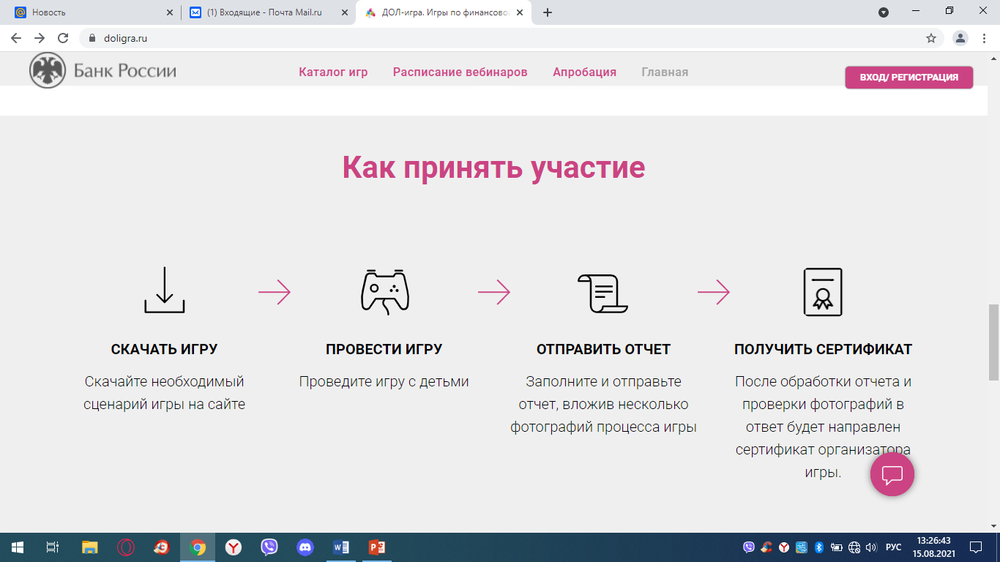 Новость
(1) Входящие - Почта Mail.ru
ДОЛ-игра. Игры по финансово
doligra.ru
Банк России
Каталог игр
Расписание вебинаров
Апробация
Главная
ВХОД/ РЕГИСТРАЦИЯ
Как принять участие
СКАЧАТЬ ИГРУ
Скачайте необходимый
сценарий игры на сайте
ПРОВЕСТИ ИГРУ
Проведите игру с детьми
ОТПРАВИТЬ ОТЧЕТ
Заполните и отправьте
отчет, вложив несколько
фотографий процесса игры
ПОЛУЧИТЬ СЕРТИФИКАТ
После обработки отчета и
проверки фотографий в
ответ будет направлен
сертификат организатора
игры.
РУС
13:26:43
15.08.2021